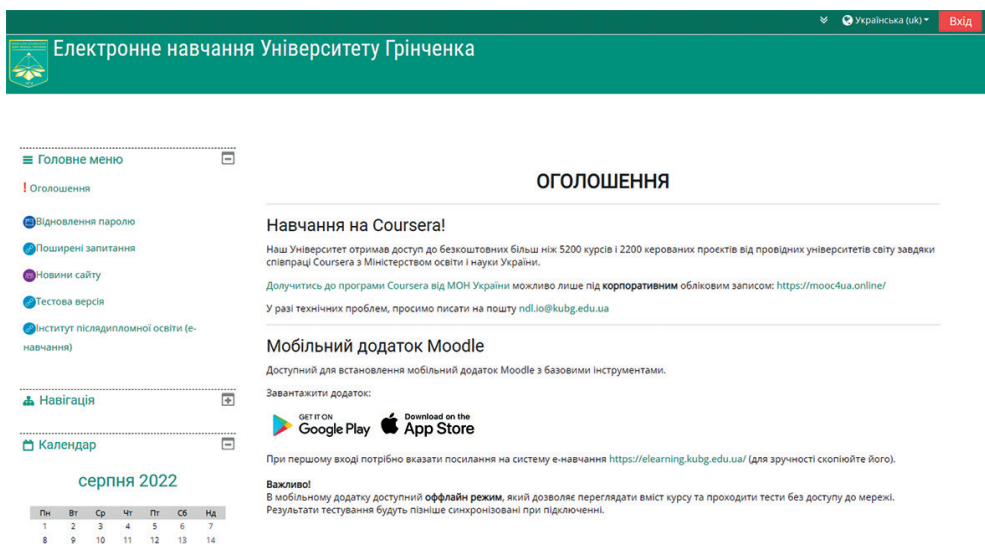 Українська (uk)
Вхід
Електронне навчання Університету Грінченка
Головне меню
Оголошення
Відновлення паролю
Поширені запитання
Новини сайту
Тестова версія
Інститут післядипломної освіти (е-
навчання)
Навігація
Календар
серпня 2022
Пн Вт Ср Чт Пт Сб Нд
1 2 3 4 5 6 7
8 9 10 11 12 13 14
ОГОЛОШЕННЯ
Навчання на Coursera!
Наш Університет отримав доступ до безкоштовних більш ніж 5200 курсів і 2200 керованих проєктів від провідних університетів світу завдяки
співпраці Coursera з Міністерством освіти і науки України.
Долучитись до програми Coursera від МОН України можливо лише під корпоративним обліковим записом: https://mooc4ua.online/
У разі технічних проблем, просимо писати на пошту ndl.io@kubg.edu.ua
Мобільний додаток Moodle
Доступний для встановлення мобільний додаток Moodle з базовими інструментами.
Завантажити додаток:
GET IT ON
Google Play
Download on the
App Store
При першому вході потрібно вказати посилання на систему е-навчання https://elearning.kubg.edu.ua/ (для зручності скопіюйте його).
Важливо!
В мобільному додатку доступний оффлайн режим, який дозволяє переглядати вміст курсу та проходити тести без доступу до мережі.
Результати тестування будуть пізніше синхронізовані при підключенні.